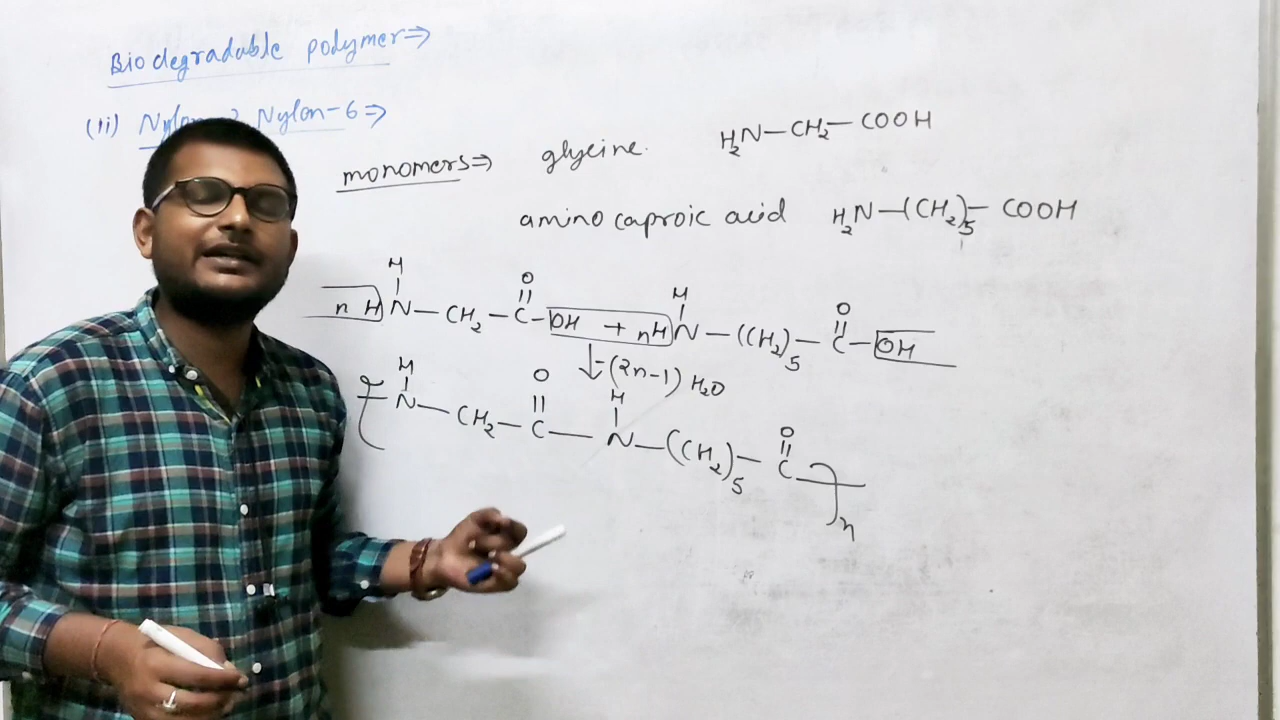 Biodegradable polymer⇒
(ii) Nylon-2 Nylon-6⇒
monomers⇒ glycine. H₂N—CH₂—COOH
amino caproic acid H₂N—(CH₂)₅—COOH
H H
O O
n H N—CH₂—C—OH + nH N—(CH₂)₅—C—OH
↓-(2n-1) H₂O
H O H O
N—CH₂—C—N—(CH₂)₅—C
n